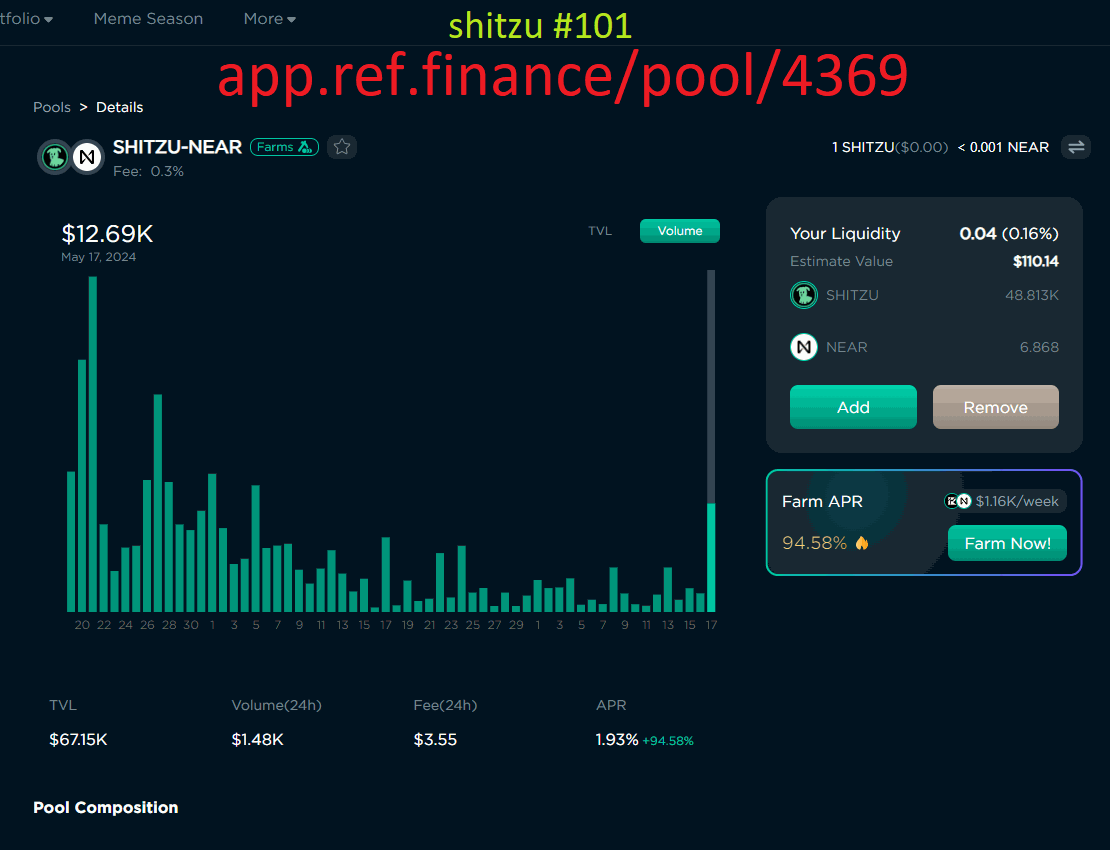 tfolio Meme Season More
shitzu #101
app.ref.finance/pool/4369
Pools > Details
SHITZU-NEAR Farms
Fee: 0.3%
1 SHITZU($0.00) < 0.001 NEAR
$12.69K
May 17, 2024
TVL Volume
Your Liquidity 0.04 (0.16%)
Estimate Value $110.14
SHITZU 48.813K
NEAR 6.868
Add Remove
Farm APR $1.16K/week
94.58% Farm Now!
20 22 24 26 28 30 1 3 5 7 9 11 13 15 17 19 21 23 25 27 29 1 3 5 7 9 11 13 15 17
TVL Volume(24h) Fee(24h) APR
$67.15K $1.48K $3.55 1.93% +94.58%
Pool Composition